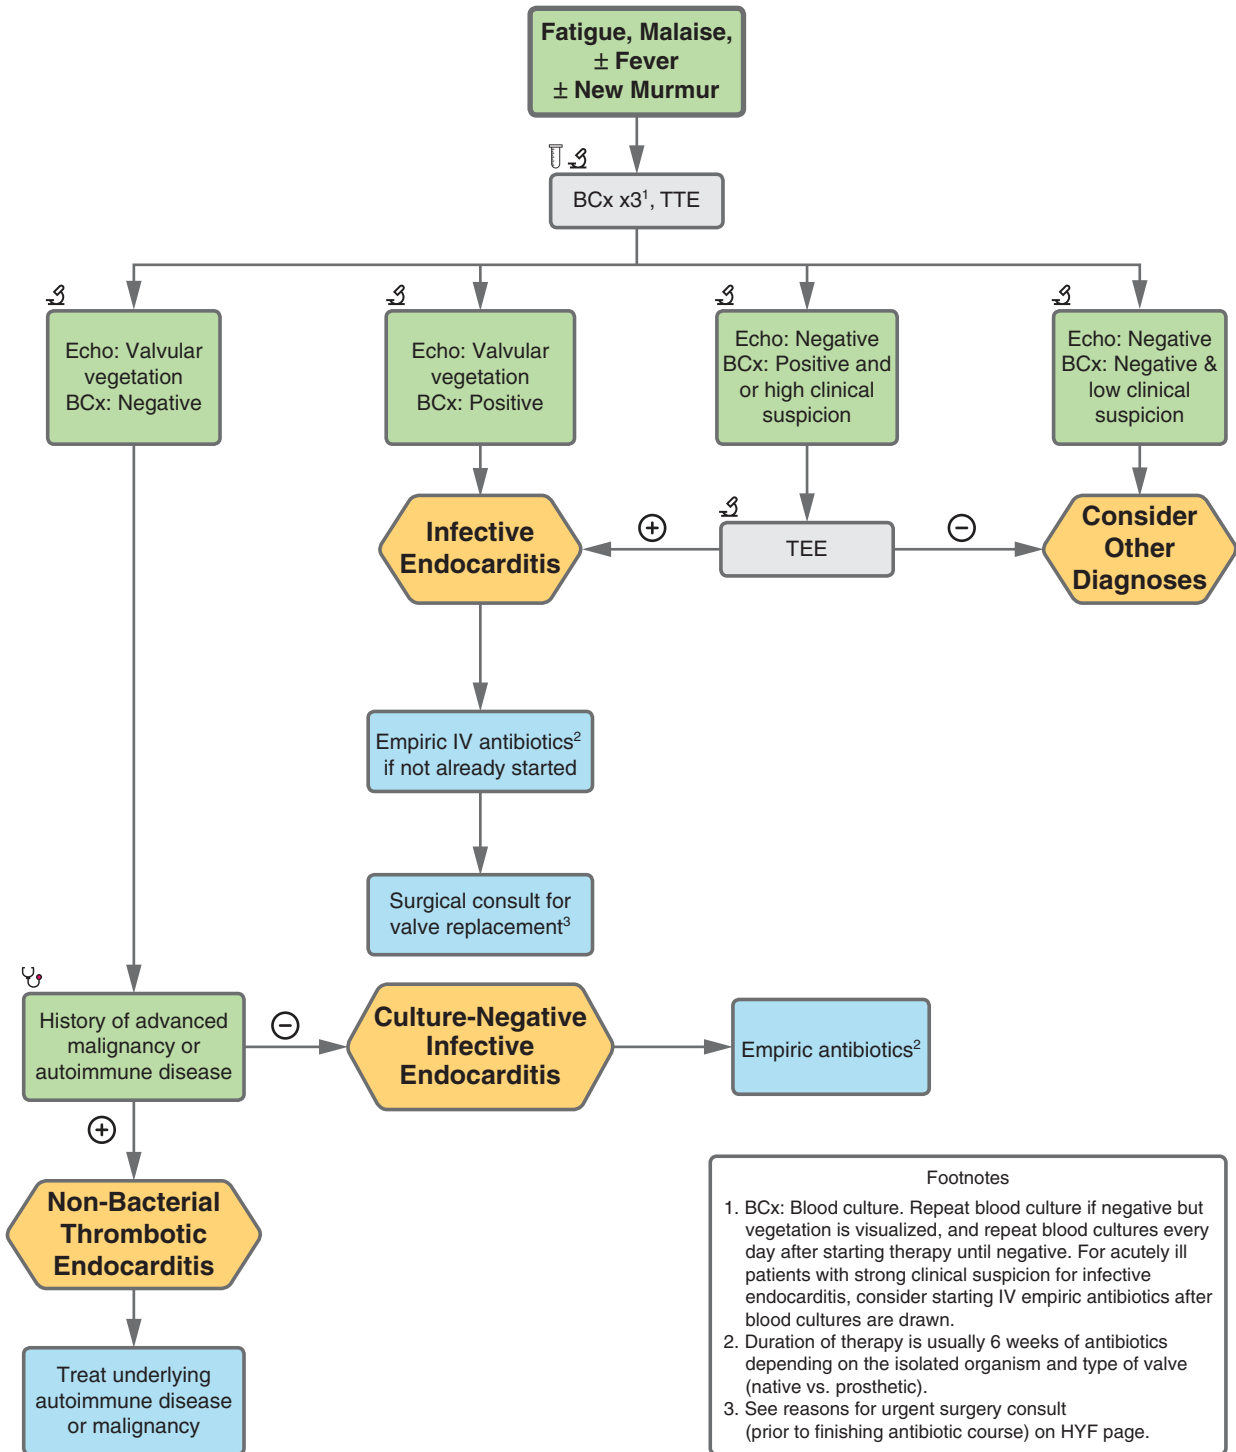 Fatigue, Malaise,
± Fever
± New Murmur
BCx x3¹, TTE
Echo: Valvular
vegetation
BCx: Negative
Echo: Valvular
vegetation
BCx: Positive
Echo: Negative
BCx: Positive and
or high clinical
suspicion
Echo: Negative
BCx: Negative &
low clinical
suspicion
Infective
Endocarditis
+
TEE
−
Consider
Other
Diagnoses
Empiric IV antibiotics²
if not already started
Surgical consult for
valve replacement³
History of advanced
malignancy or
autoimmune disease
−
Culture-Negative
Infective
Endocarditis
Empiric antibiotics²
+
Non-Bacterial
Thrombotic
Endocarditis
Treat underlying
autoimmune disease
or malignancy
Footnotes
1. BCx: Blood culture. Repeat blood culture if negative but
vegetation is visualized, and repeat blood cultures every
day after starting therapy until negative. For acutely ill
patients with strong clinical suspicion for infective
endocarditis, consider starting IV empiric antibiotics after
blood cultures are drawn.
2. Duration of therapy is usually 6 weeks of antibiotics
depending on the isolated organism and type of valve
(native vs. prosthetic).
3. See reasons for urgent surgery consult
(prior to finishing antibiotic course) on HYF page.